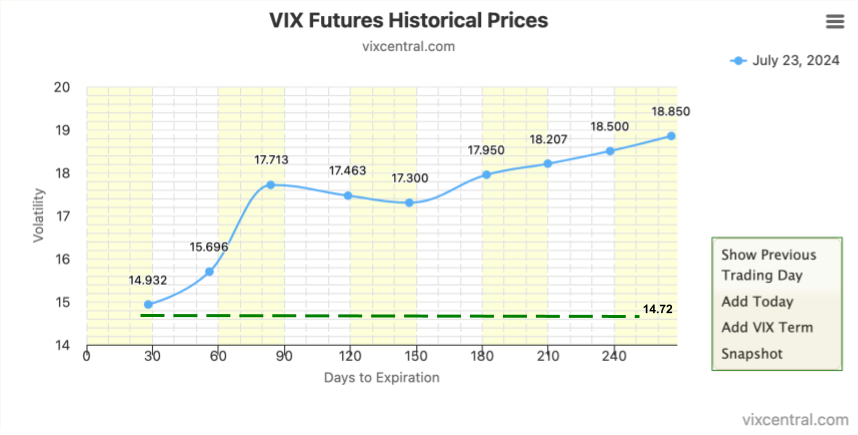 VIX Futures Historical Prices
vixcentral.com
July 23, 2024
20
19
18
17
16
15
14
Volatility
14.932
15.696
17.713
17.463
17.300
17.950
18.207
18.500
18.850
14.72
0
30
60
90
120
150
180
210
240
Days to Expiration
Show Previous
Trading Day
Add Today
Add VIX Term
Snapshot
vixcentral.com